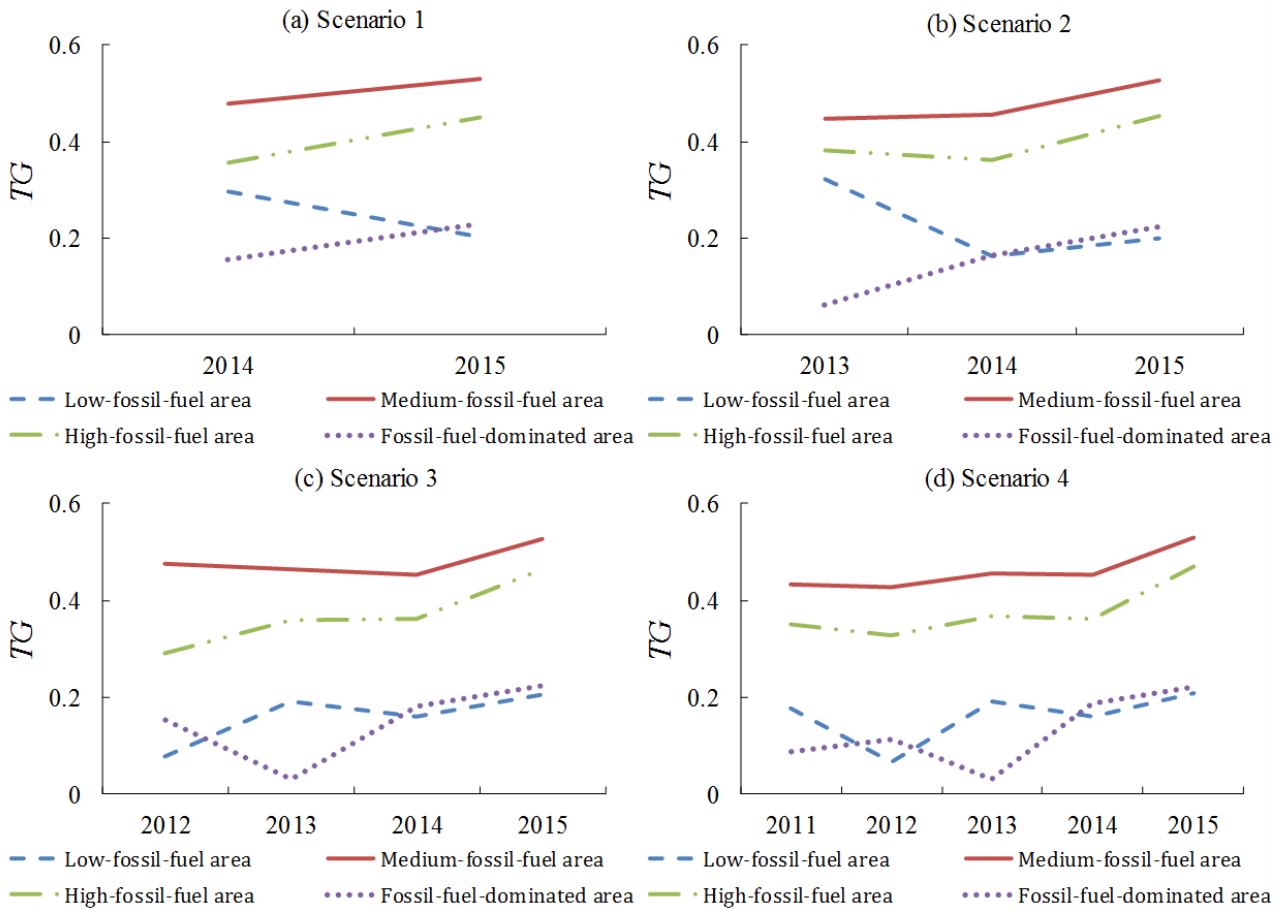 (a) Scenario 1
0.6
0.4
0.2
0
TG
2014 2015
Low-fossil-fuel area Medium-fossil-fuel area
High-fossil-fuel area Fossil-fuel-dominated area
(b) Scenario 2
0.6
0.4
0.2
0
TG
2013 2014 2015
Low-fossil-fuel area Medium-fossil-fuel area
High-fossil-fuel area Fossil-fuel-dominated area
(c) Scenario 3
0.6
0.4
0.2
0
TG
2012 2013 2014 2015
Low-fossil-fuel area Medium-fossil-fuel area
High-fossil-fuel area Fossil-fuel-dominated area
(d) Scenario 4
0.6
0.4
0.2
0
TG
2011 2012 2013 2014 2015
Low-fossil-fuel area Medium-fossil-fuel area
High-fossil-fuel area Fossil-fuel-dominated area